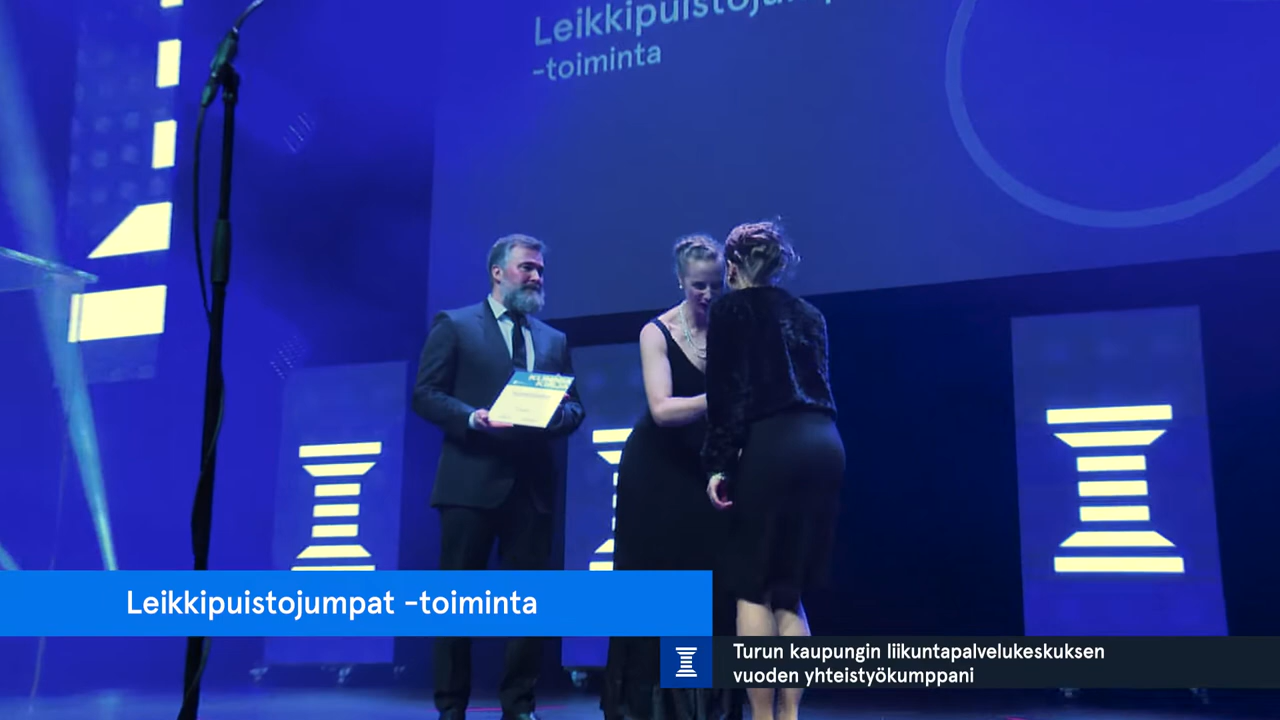 Leikkipuistojump
-toiminta
Leikkipuistojumpat -toiminta
Turun kaupungin liikuntapalvelukeskuksen
vuoden yhteistyökumppani